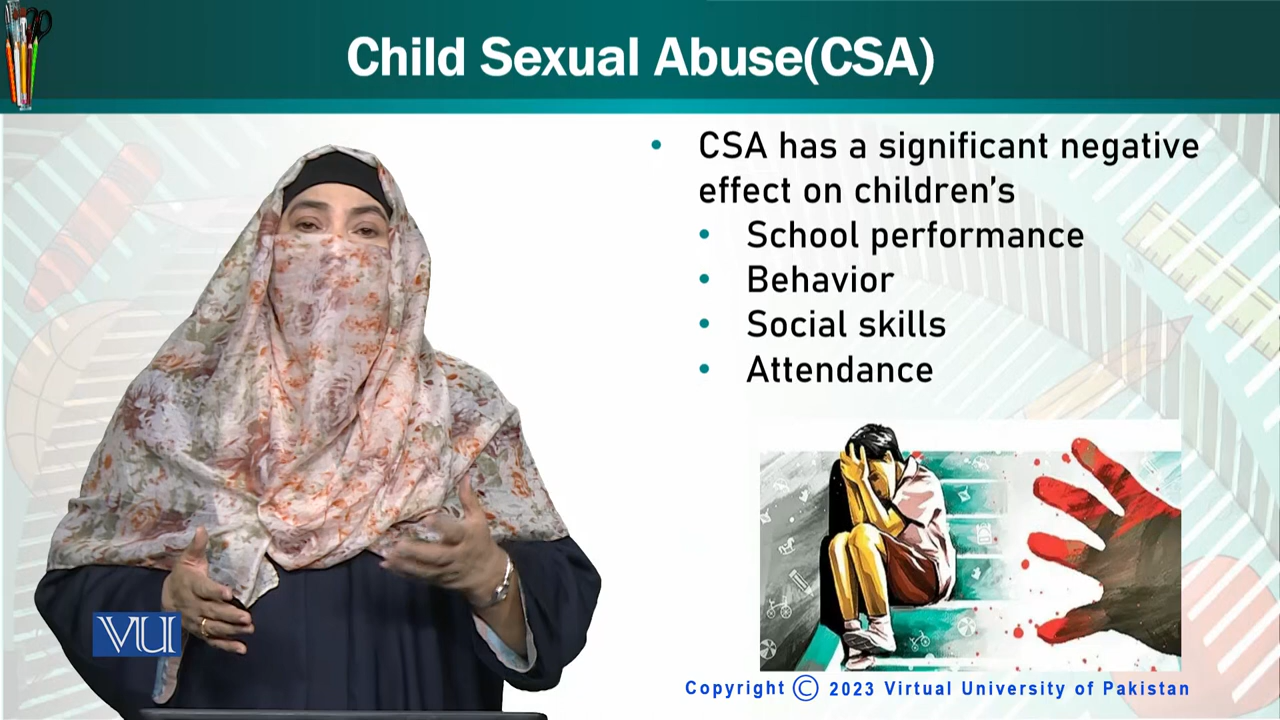 Child Sexual Abuse(CSA)
• CSA has a significant negative
effect on children's
• School performance
• Behavior
• Social skills
• Attendance
VU
Copyright © 2023 Virtual University of Pakistan